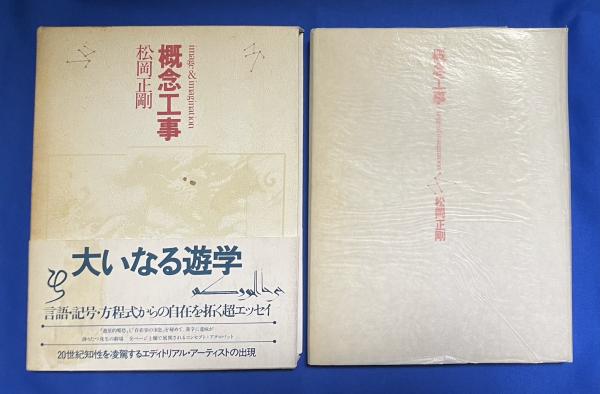 image & imagination
概念工事
松岡正剛
大いなる遊学
言語・記号・方程式からの自在を拓く超エッセイ
20世紀知性を凌駕するエディトリアル・アーティストの出現
概念工事
松岡正剛